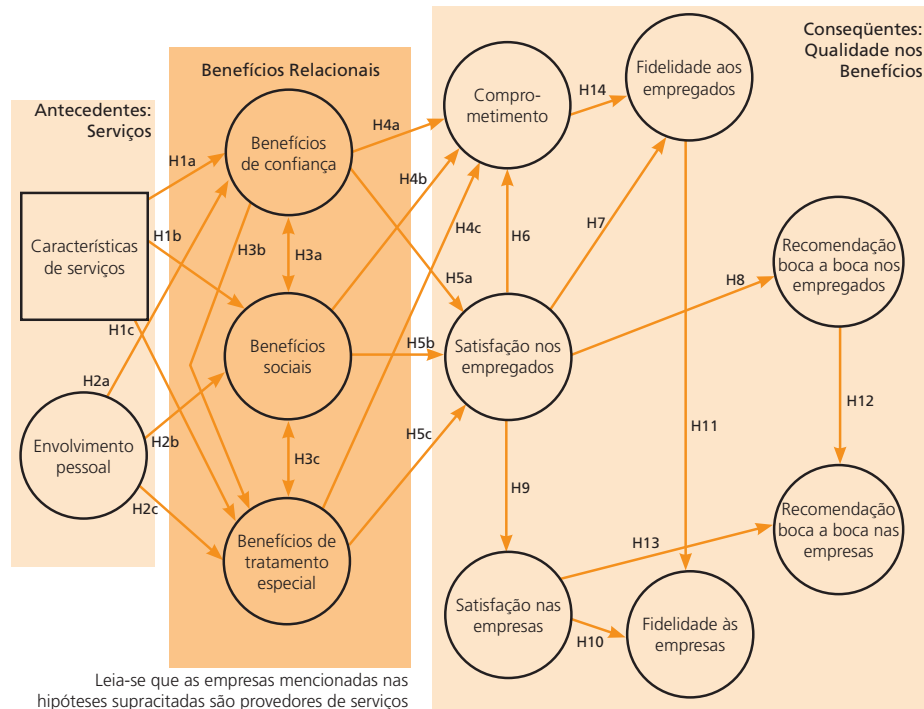 Antecedentes:
Serviços
Características
de serviços
Envolvimento
pessoal
H1a
H1b
H1c
H2a
H2b
H2c
Benefícios Relacionais
Benefícios
de confiança
H3b
H3a
Benefícios
sociais
H3c
Benefícios de
tratamento
especial
H4a
H4b
H4c
H5a
H5b
H5c
Conseqüentes:
Qualidade nos
Benefícios
Compro-
metimento
H14
Fidelidade aos
empregados
H6
H7
Satisfação nos
empregados
H8
Recomendação
boca a boca nos
empregados
H9
H11
H12
Satisfação nas
empresas
H13
H10
Fidelidade às
empresas
Recomendação
boca a boca nas
empresas
Leia-se que as empresas mencionadas nas
hipóteses supracitadas são provedores de serviços